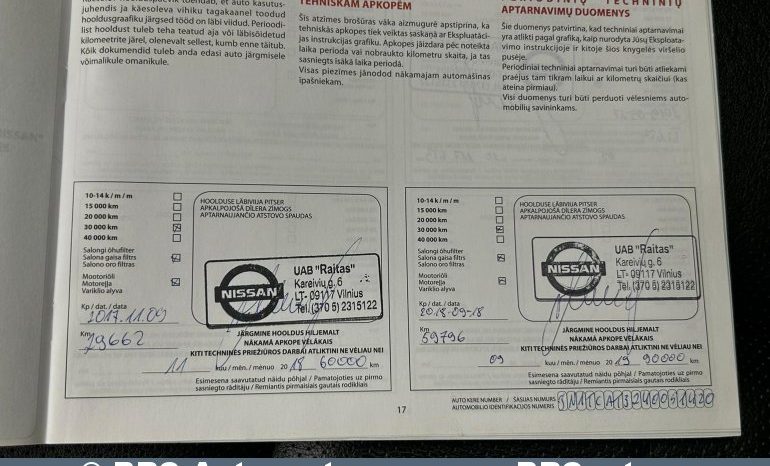 juhendis ja käesoleva vihiku tagakaanel toodud
hooldusgraafiku järgsed tööd on läbi viidud. Perioodi-
list hooldust tuleb teha teatud aja või läbisõidetud
kilomeetrite järel, olenevalt sellest, kumb enne täitub.
Kõik dokumendid tuleb anda edasi auto järgmisele
võimalikule omanikule.
TEHNISKĀM APKOPĒM
Šis atzīmes brošūras vāka aizmugurē apstiprina, ka
tehniskās apkopes tiek veiktas saskaņā ar Ekspluatāci-
jas instrukcijas grafiku. Apkopes jāizdara pēc noteikta
laika perioda vai nobraukto kilometru skaita, ja tas
sasniegts īsākā laika periodā.
Visas piezīmes jānodod nākamajam automašīnas
īpašniekam.
APTARNAVIMŲ DUOMENYS
Šie duomenys patvirtina, kad techniniai aptarnavimai
yra atlikti pagal grafiką, kaip nurodyta Jūsų Eksploata-
vimo instrukcijoje ir kitoje šios knygelės viršelio
pusėje.
Periodiniai techniniai aptarnavimai turi būti atliekami
praėjus tam tikram laikui ar kilometrų skaičiui (kas
ateina pirmiau).
Visi duomenys turi būti perduoti vėlesniems auto-
mobilių savininkams.
10-14 k / m / m
15 000 km
20 000 km
30 000 km
40 000 km
Salongi õhufilter
Salona gaisa filtrs
Salono oro filtras
Mootoriõli
Motoreļļa
Variklio alyva
HOOLDUSE LÄBIVIIJA PITSER
APKALPOJOŠĀ DĪLERA ZĪMOGS
APTARNAUJANČIO ATSTOVO SPAUDAS
NISSAN
UAB "Raitas"
Kareivių g. 6
LT- 09117 Vilnius
Tel. (370 5) 2315122
Kp / dat. / data
2017.11.09
Km
29662
JÄRGMINE HOOLDUS HILJEMALT
NĀKAMĀ APKOPE VĒLĀKAIS
KITI TECHNINĖS PRIEŽIŪROS DARBAI ATLIKTINI NE VĖLIAU NEI
11 kuu / mēn. / mėnuo 20 18 60000 km
Esimesena saavutatud näidu põhjal / Pamatojoties uz pirmo
sasniegto rādītāju / Remiantis pirmaisiais gautais rodikliais
10-14 k / m / m
15 000 km
20 000 km
30 000 km
40 000 km
Salongi õhufilter
Salona gaisa filtrs
Salono oro filtras
Mootoriõli
Motoreļļa
Variklio alyva
HOOLDUSE LÄBIVIIJA PITSER
APKALPOJOŠĀ DĪLERA ZĪMOGS
APTARNAUJANČIO ATSTOVO SPAUDAS
NISSAN
UAB "Raitas"
Kareivių g. 6
LT- 09117 Vilnius
Tel. (370 5) 2315122
Kp / dat. / data
2018-09-18
Km
59796
JÄRGMINE HOOLDUS HILJEMALT
NĀKAMĀ APKOPE VĒLĀKAIS
KITI TECHNINĖS PRIEŽIŪROS DARBAI ATLIKTINI NE VĖLIAU NEI
09 kuu / mēn. / mėnuo 20 19 90000 km
Esimesena saavutatud näidu põhjal / Pamatojoties uz pirmo
sasniegto rādītāju / Remiantis pirmaisiais gautais rodikliais
17
AUTO KERE NUMBER / ŠASIJAS NUMURS
AUTOMOBILIO IDENTIFIKACIJOS NUMERIS